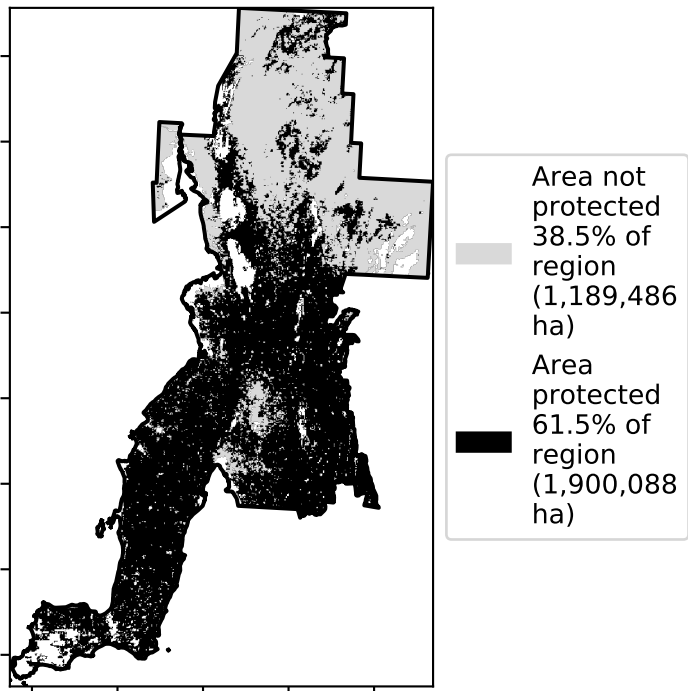 Area not
protected
38.5% of
region
(1,189,486
ha)
Area
protected
61.5% of
region
(1,900,088
ha)